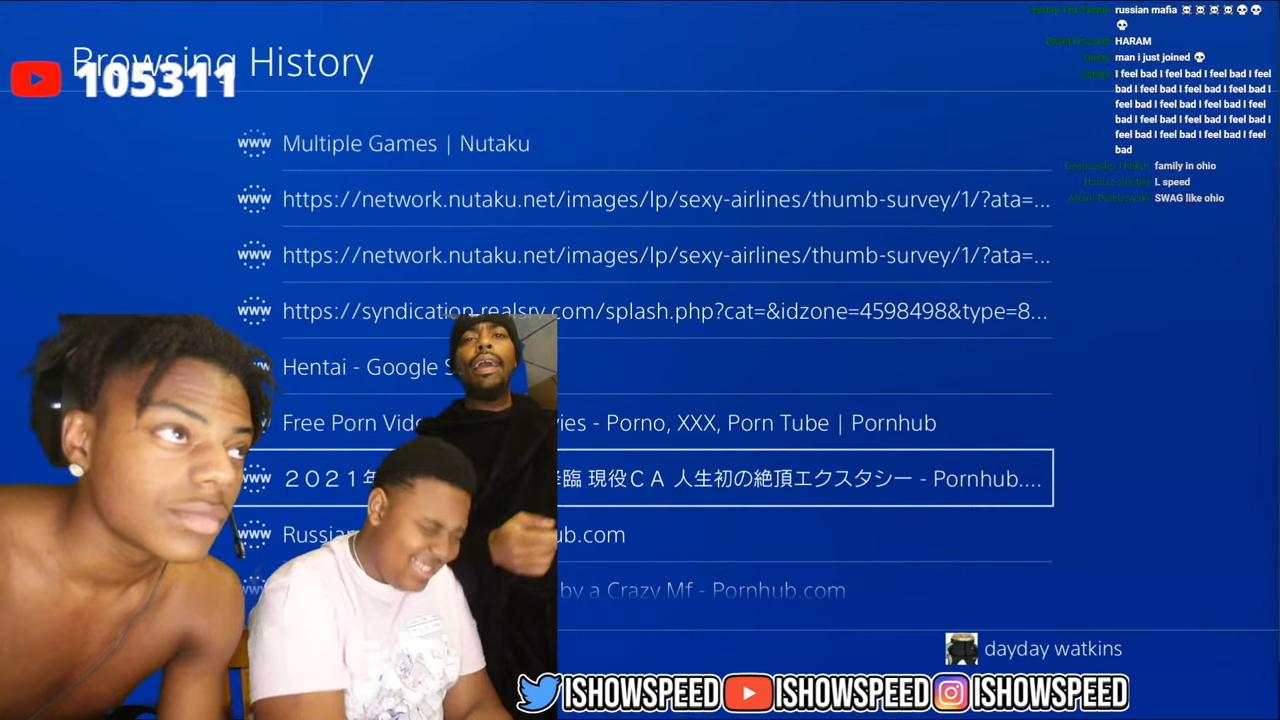 Browsing History
105311
Multiple Games | Nutaku
https://network.nutaku.net/images/lp/sexy-airlines/thumb-survey/1/?ata=...
https://network.nutaku.net/images/lp/sexy-airlines/thumb-survey/1/?ata=...
https://syndication.realsrv.com/splash.php?cat=&idzone=4598498&type=8...
Hentai - Google S
Free Porn Vide vies - Porno, XXX, Porn Tube | Pornhub
２０２１年 降臨 現役ＣＡ 人生初の絶頂エクスタシー - Pornhub....
Russia ub.com
by a Crazy Mf - Pornhub.com
dayday watkins
ISHOWSPEED ISHOWSPEED ISHOWSPEED
russian mafia ☠ ☠ ☠ ☠ 💀 💀
💀
HARAM
man i just joined 💀
I feel bad I feel bad I feel bad I feel
bad I feel bad I feel bad I feel bad I
feel bad I feel bad I feel bad I feel
bad I feel bad I feel bad I feel bad I
feel bad I feel bad I feel bad I feel
bad
family in ohio
L speed
SWAG like ohio